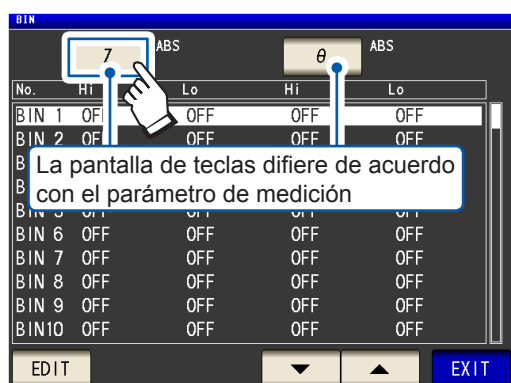 BIN
7 ABS θ ABS
No. Hi Lo Hi Lo
BIN 1 OFF OFF OFF OFF
BIN 2 OFF OFF OFF OFF
La pantalla de teclas difiere de acuerdo
con el parámetro de medición
BIN 6 OFF OFF OFF OFF
BIN 7 OFF OFF OFF OFF
BIN 8 OFF OFF OFF OFF
BIN 9 OFF OFF OFF OFF
BIN10 OFF OFF OFF OFF
EDIT EXIT